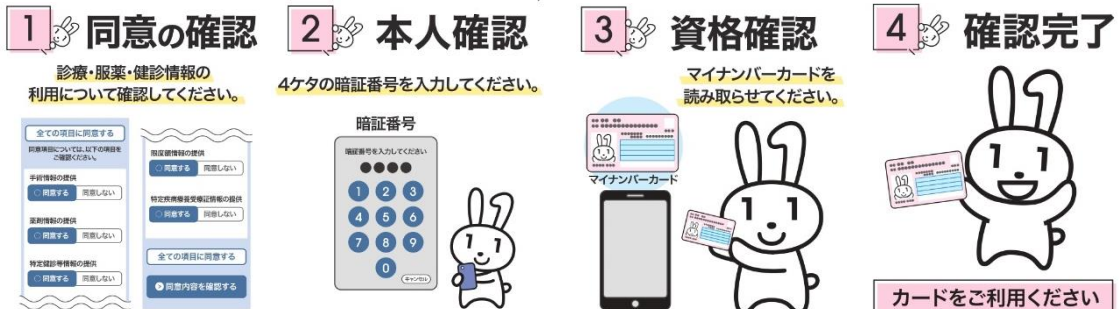 1 同意の確認
診療・服薬・健診情報の
利用について確認してください。
全ての項目に同意する
同意項目については、以下の項目を
ご確認ください。
手術情報の提供
同意する 同意しない
薬剤情報の提供
同意する 同意しない
特定健診等情報の提供
同意する 同意しない
限度額情報の提供
同意する 同意しない
特定疾病療養受療証情報の提供
同意する 同意しない
全ての項目に同意する
同意内容を確認する
2 本人確認
4ケタの暗証番号を入力してください。
暗証番号
暗証番号を入力してください
1 2 3
4 5 6
7 8 9
0
キャンセル
3 資格確認
マイナンバーカードを
読み取らせてください。
マイナンバーカード
1 1
4 確認完了
1 1
カードをご利用ください